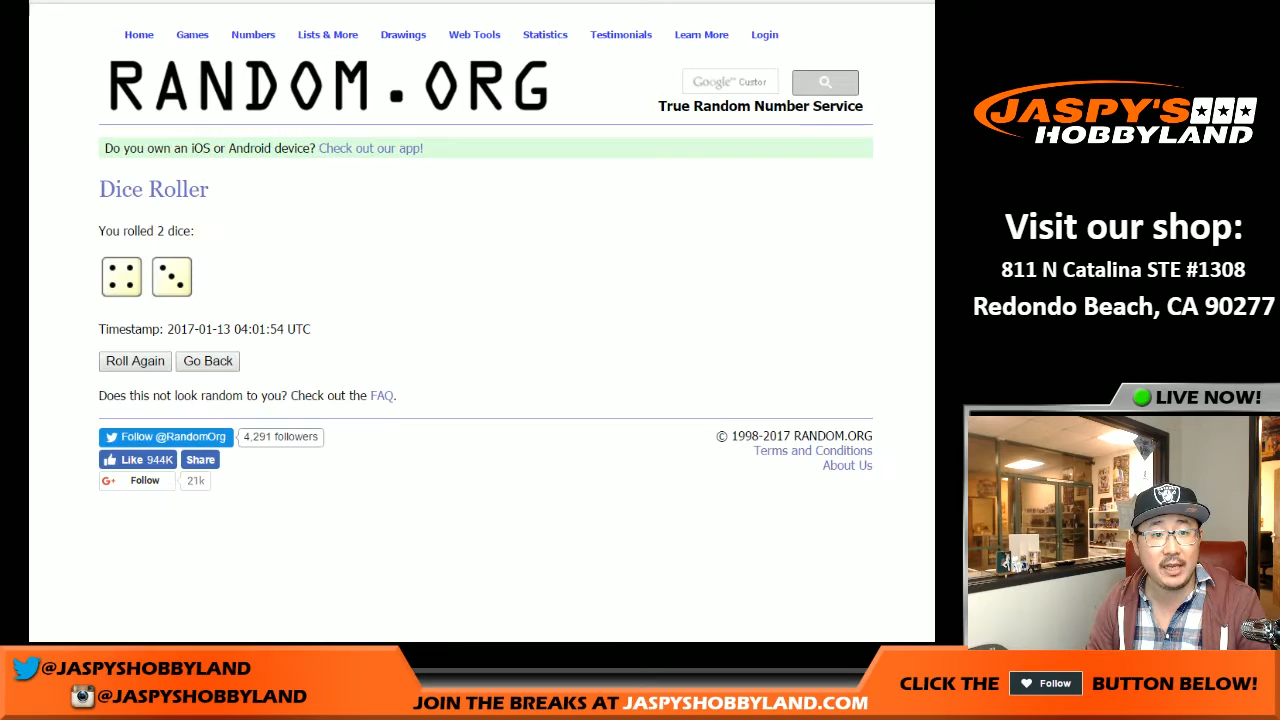 Home Games Numbers Lists & More Drawings Web Tools Statistics Testimonials Learn More Login
RANDOM.ORG
Google™ Custor
True Random Number Service
Do you own an iOS or Android device? Check out our app!
Dice Roller
You rolled 2 dice:
Timestamp: 2017-01-13 04:01:54 UTC
Roll Again Go Back
Does this not look random to you? Check out the FAQ.
Follow @RandomOrg 4,291 followers
Like 944K Share
G+ Follow 21k
© 1998-2017 RANDOM.ORG
Terms and Conditions
About Us
JASPY'S
HOBBYLAND
Visit our shop:
811 N Catalina STE #1308
Redondo Beach, CA 90277
LIVE NOW!
@JASPYSHOBBYLAND
@JASPYSHOBBYLAND
JOIN THE BREAKS AT JASPYSHOBBYLAND.COM
CLICK THE Follow BUTTON BELOW!